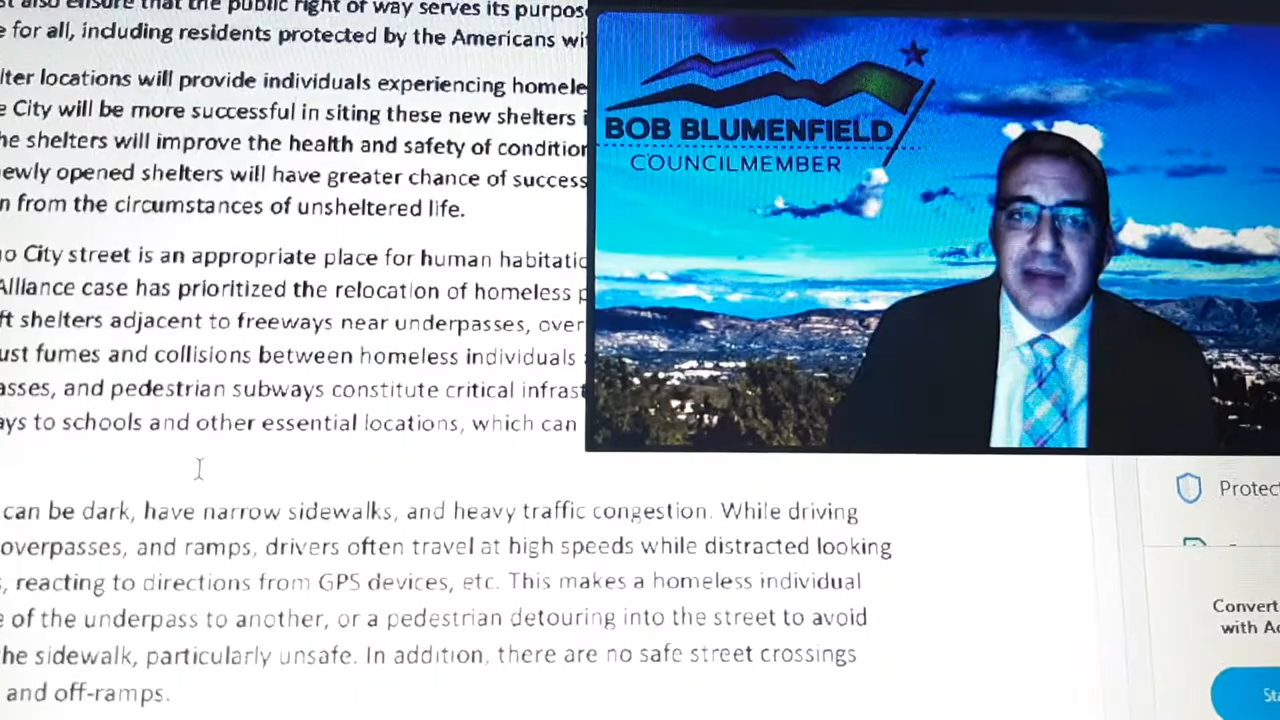 also ensure that the public right of way serves its purpos
e for all, including residents protected by the Americans wi
lter locations will provide individuals experiencing homele
e City will be more successful in siting these new shelters i
he shelters will improve the health and safety of condition
ewly opened shelters will have greater chance of success
n from the circumstances of unsheltered life.
o City street is an appropriate place for human habitatio
Alliance case has prioritized the relocation of homeless p
ft shelters adjacent to freeways near underpasses, over
ust fumes and collisions between homeless individuals
asses, and pedestrian subways constitute critical infrast
ays to schools and other essential locations, which can
can be dark, have narrow sidewalks, and heavy traffic congestion. While driving
overpasses, and ramps, drivers often travel at high speeds while distracted looking
, reacting to directions from GPS devices, etc. This makes a homeless individual
e of the underpass to another, or a pedestrian detouring into the street to avoid
he sidewalk, particularly unsafe. In addition, there are no safe street crossings
and off-ramps.
BOB BLUMENFIELD
COUNCILMEMBER
Protec
Convert
with A
St